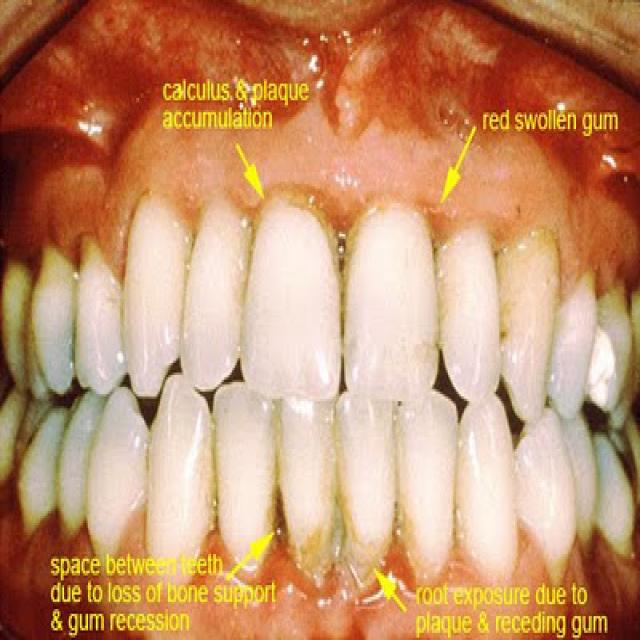 calculus & plaque
accumulation
red swollen gum
space between teeth
due to loss of bone support
& gum recession
root exposure due to
plaque & receding gum